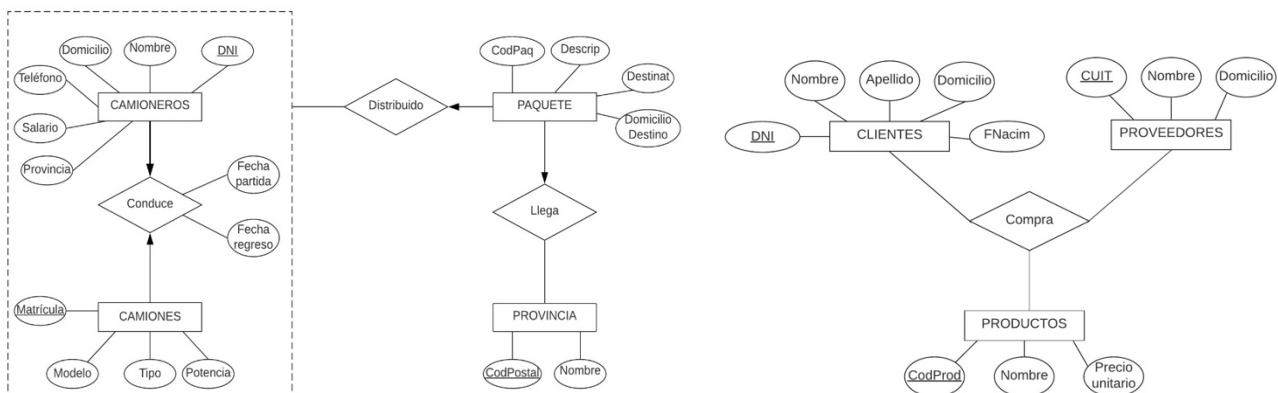 Domicilio
Nombre
DNI
Teléfono
CAMIONEROS
Salario
Provincia
Fecha
partida
Conduce
Fecha
regreso
Matrícula
CAMIONES
Modelo
Tipo
Potencia
Distribuido
CodPaq
Descrip
Destinat
PAQUETE
Domicilio
Destino
Llega
PROVINCIA
CodPostal
Nombre
Nombre
Apellido
Domicilio
DNI
CLIENTES
FNacim
CUIT
Nombre
Domicilio
PROVEEDORES
Compra
PRODUCTOS
CodProd
Nombre
Precio
unitario